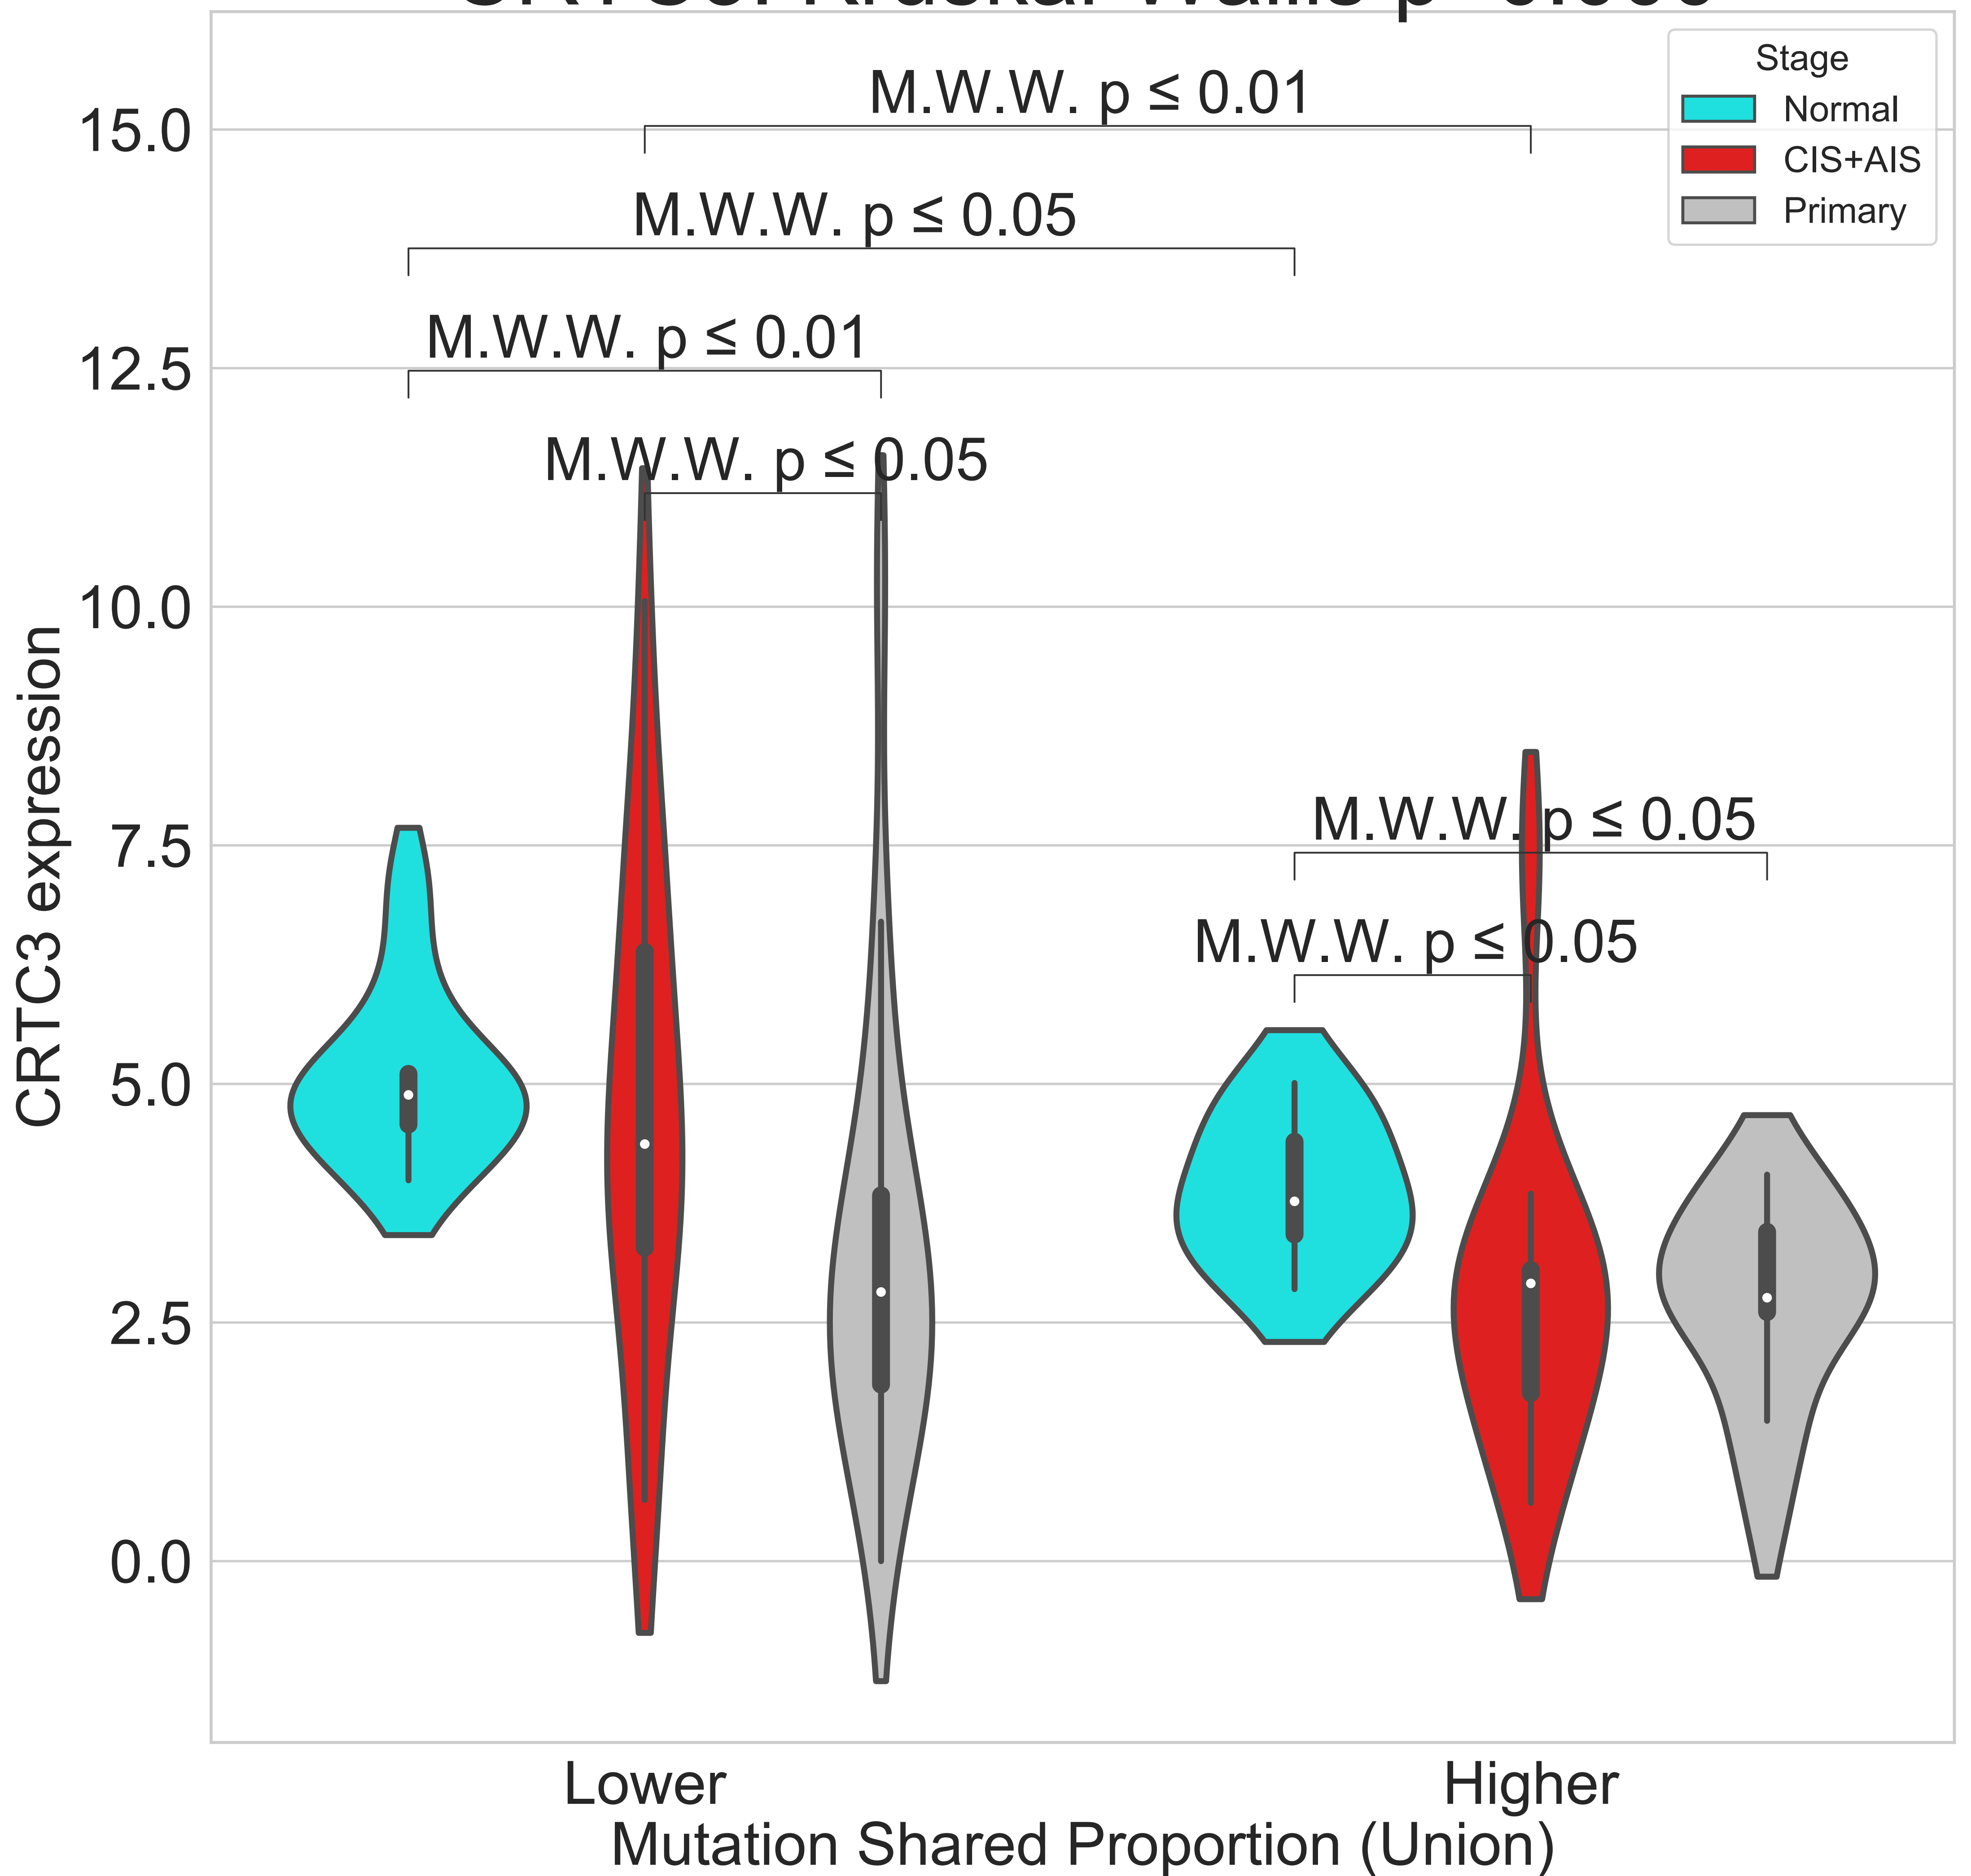 Stage
Normal
CIS+AIS
Primary
M.W.W. p ≤ 0.01
M.W.W. p ≤ 0.05
M.W.W. p ≤ 0.01
M.W.W. p ≤ 0.05
M.W.W. p ≤ 0.05
M.W.W. p ≤ 0.05
15.0
12.5
10.0
7.5
5.0
2.5
0.0
CRTC3 expression
Lower
Higher
Mutation Shared Proportion (Union)